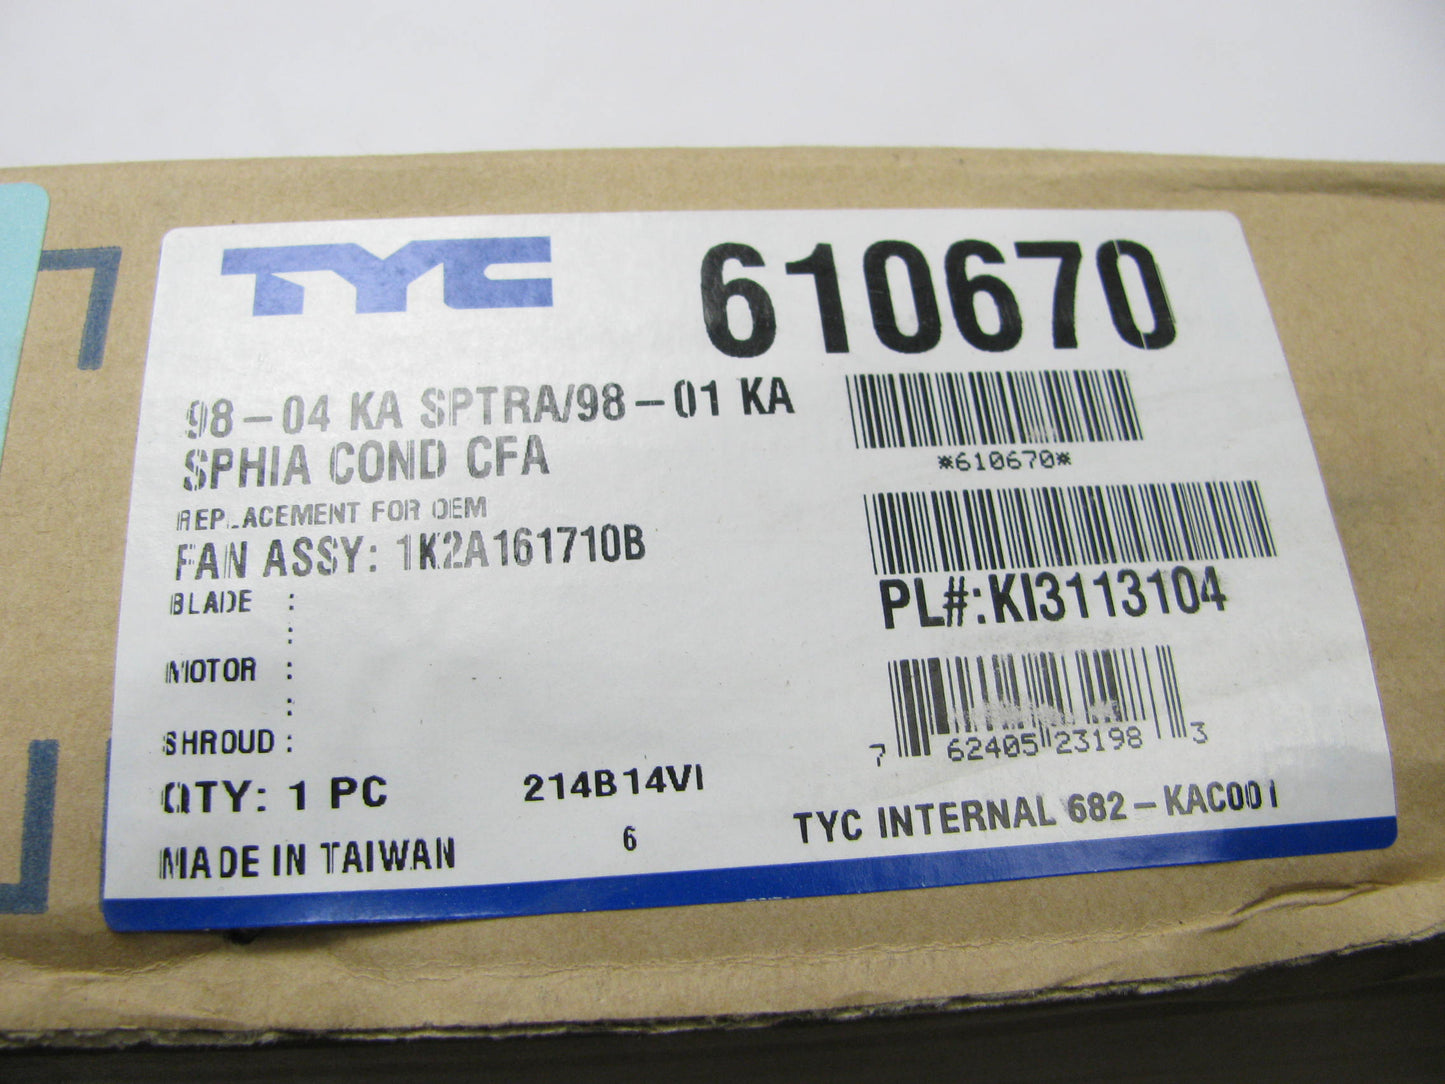 TYC
610670
98-04 KA SPTRA/98-01 KA
SPHIA COND CFA
*610670*
REPLACEMENT FOR OEM
FAN ASSY: 1K2A161710B
PL#:KI3113104
BLADE :
:
MOTOR :
:
SHROUD :
7 62405 23198 3
QTY: 1 PC
214B14VI
6
TYC INTERNAL 682-KAC001
MADE IN TAIWAN